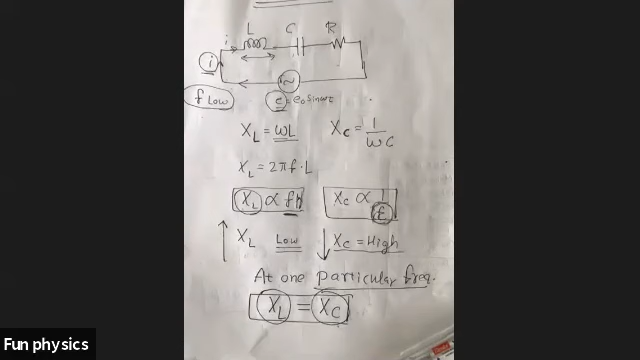 L C R
i
i
f Low
e = e₀ sinωt
X_L = ωL X_C = 1/ωC
X_L = 2πf·L
X_L ∝ f X_C ∝ 1/f
X_L Low X_C = High
At one particular freq.
X_L = X_C
Fun physics